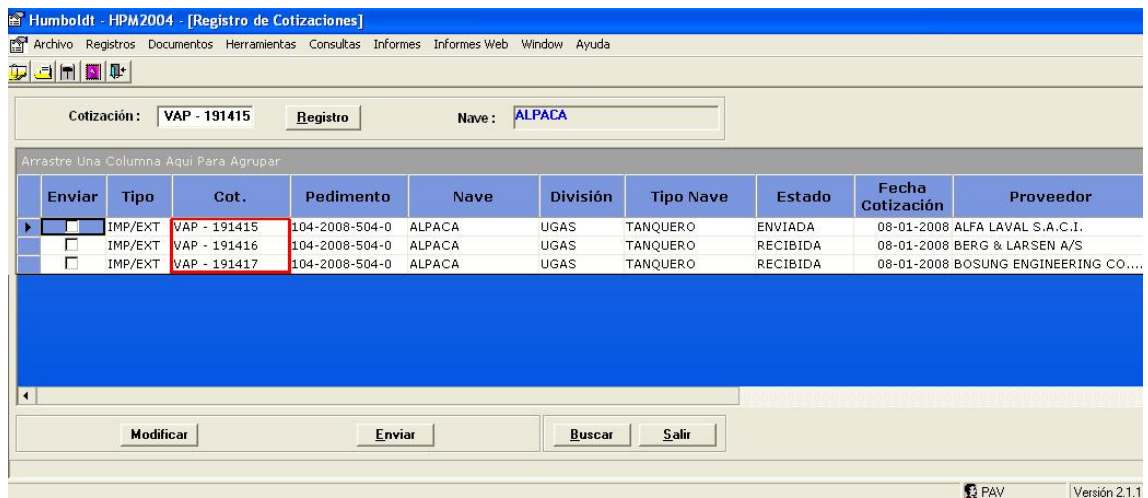 Humboldt - HPM2004 - [Registro de Cotizaciones]
Archivo Registros Documentos Herramientas Consultas Informes Informes Web Window Ayuda
Cotización : VAP - 191415 Registro Nave : ALPACA
Arrastre Una Columna Aqui Para Agrupar
Enviar Tipo Cot. Pedimento Nave División Tipo Nave Estado Fecha Cotización Proveedor
IMP/EXT VAP - 191415 104-2008-504-0 ALPACA UGAS TANQUERO ENVIADA 08-01-2008 ALFA LAVAL S.A.C.I.
IMP/EXT VAP - 191416 104-2008-504-0 ALPACA UGAS TANQUERO RECIBIDA 08-01-2008 BERG & LARSEN A/S
IMP/EXT VAP - 191417 104-2008-504-0 ALPACA UGAS TANQUERO RECIBIDA 08-01-2008 BOSUNG ENGINEERING CO....
Modificar Enviar Buscar Salir
PAV Versión 2.1.1